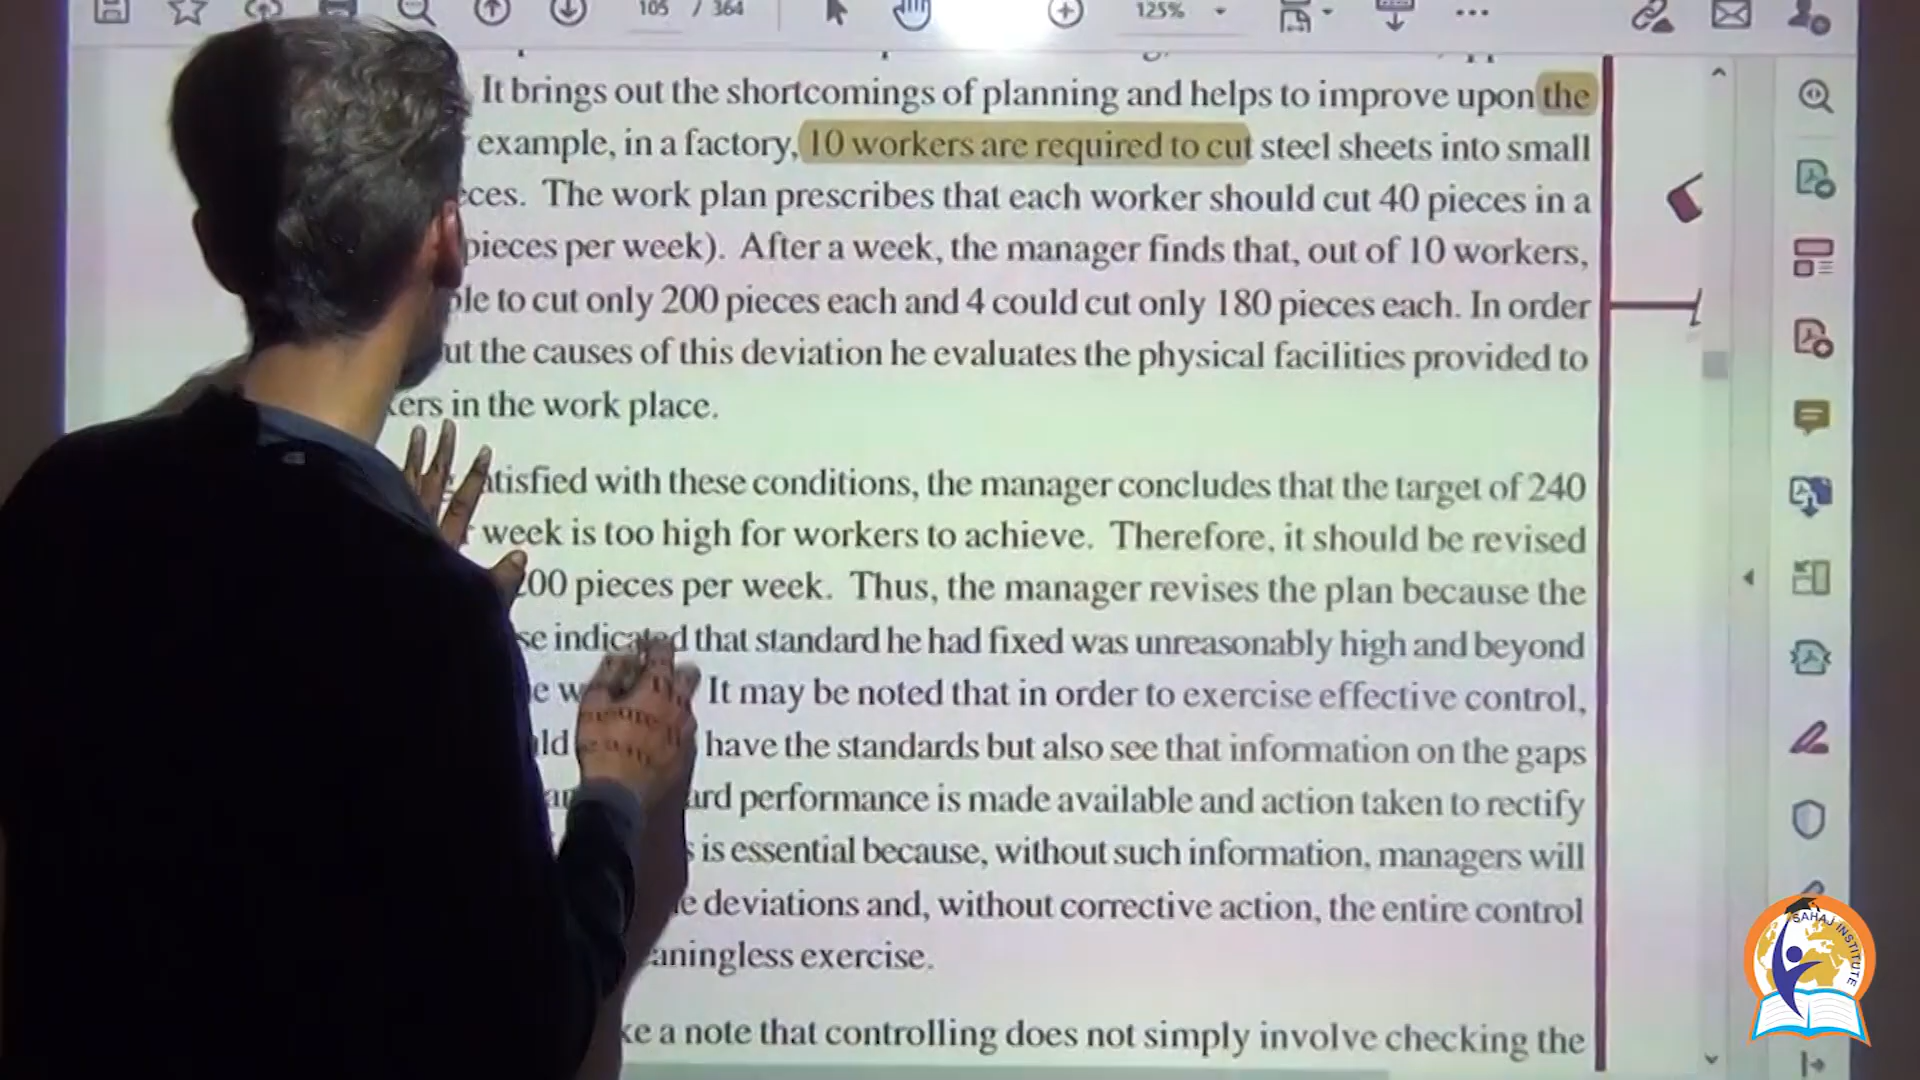 105 / 364
125%
It brings out the shortcomings of planning and helps to improve upon the
example, in a factory, 10 workers are required to cut steel sheets into small
The work plan prescribes that each worker should cut 40 pieces in a
pieces per week). After a week, the manager finds that, out of 10 workers,
to cut only 200 pieces each and 4 could cut only 180 pieces each. In order
the causes of this deviation he evaluates the physical facilities provided to
in the work place.
with these conditions, the manager concludes that the target of 240
week is too high for workers to achieve. Therefore, it should be revised
200 pieces per week. Thus, the manager revises the plan because the
indicated that standard he had fixed was unreasonably high and beyond
It may be noted that in order to exercise effective control,
have the standards but also see that information on the gaps
performance is made available and action taken to rectify
is essential because, without such information, managers will
deviations and, without corrective action, the entire control
exercise.
a note that controlling does not simply involve checking the
SAHAJ INSTITUTE